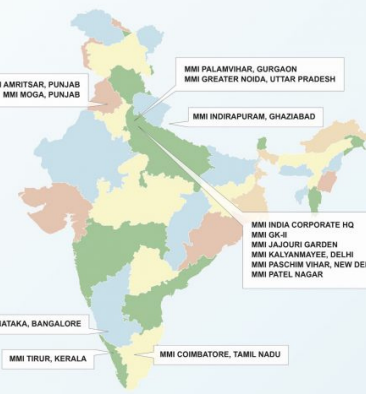 MMI PALAMVIHAR, GURGAON
MMI GREATER NOIDA, UTTAR PRADESH
AMRITSAR, PUNJAB
MMI MOGA, PUNJAB
MMI INDIRAPURAM, GHAZIABAD
MMI INDIA CORPORATE HQ
MMI GK-II
MMI JAJOURI GARDEN
MMI KALYANMAYEE, DELHI
MMI PASCHIM VIHAR, NEW DEL
MMI PATEL NAGAR
NATAKA, BANGALORE
MMI TIRUR, KERALA
MMI COIMBATORE, TAMIL NADU